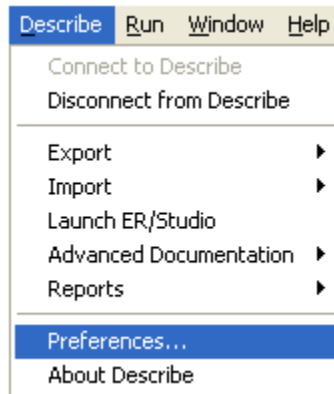 Describe Run Window Help
Connect to Describe
Disconnect from Describe
Export
Import
Launch ER/Studio
Advanced Documentation
Reports
Preferences...
About Describe